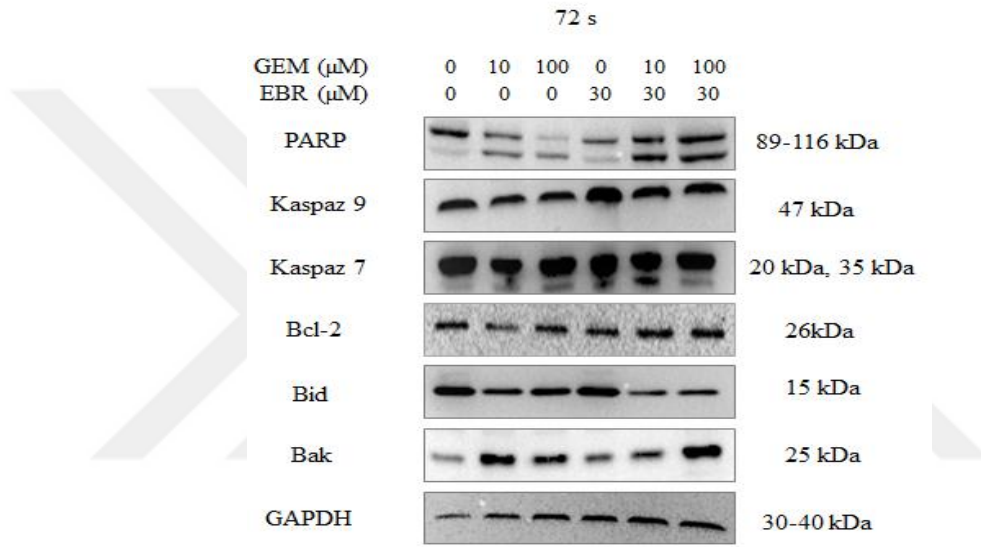 72 s
GEM (μM) 0 10 100 0 10 100
EBR (μM) 0 0 0 30 30 30
PARP 89-116 kDa
Kaspaz 9 47 kDa
Kaspaz 7 20 kDa, 35 kDa
Bcl-2 26kDa
Bid 15 kDa
Bak 25 kDa
GAPDH 30-40 kDa